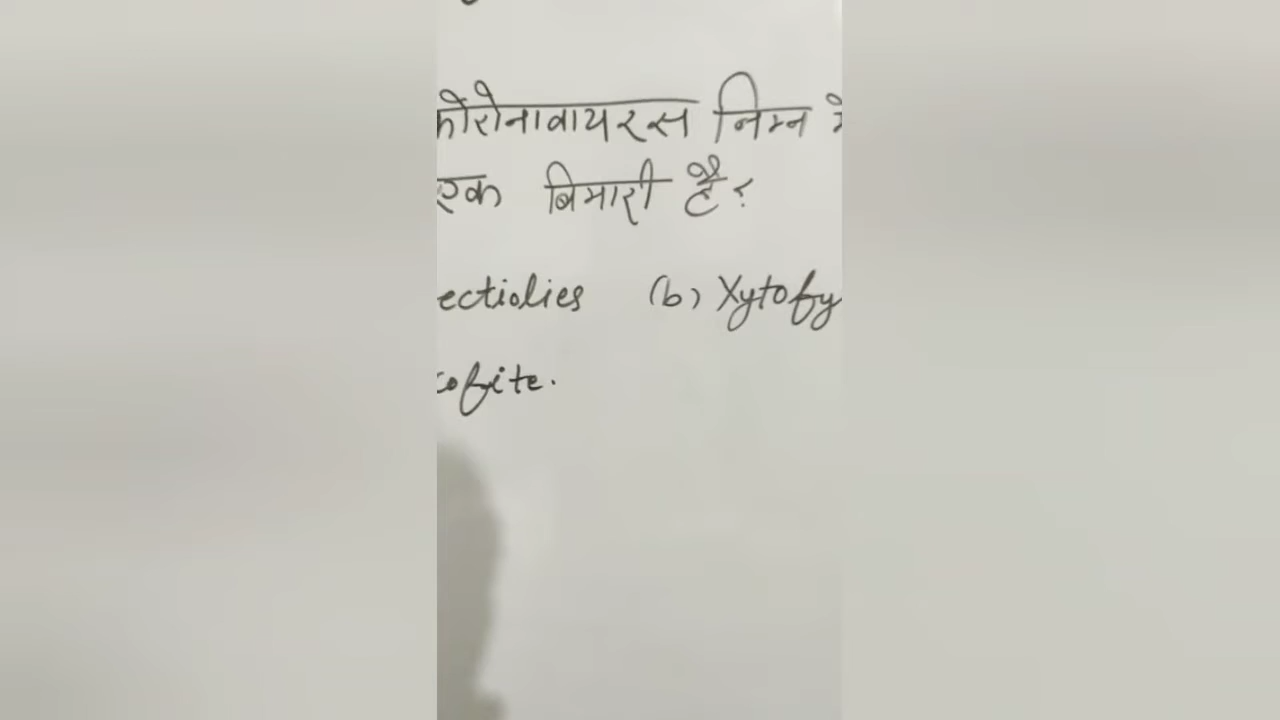 कोरोनावायरस निम्न मे
एक बिमारी है?
ectiolies (b) Xytofy
cofite.